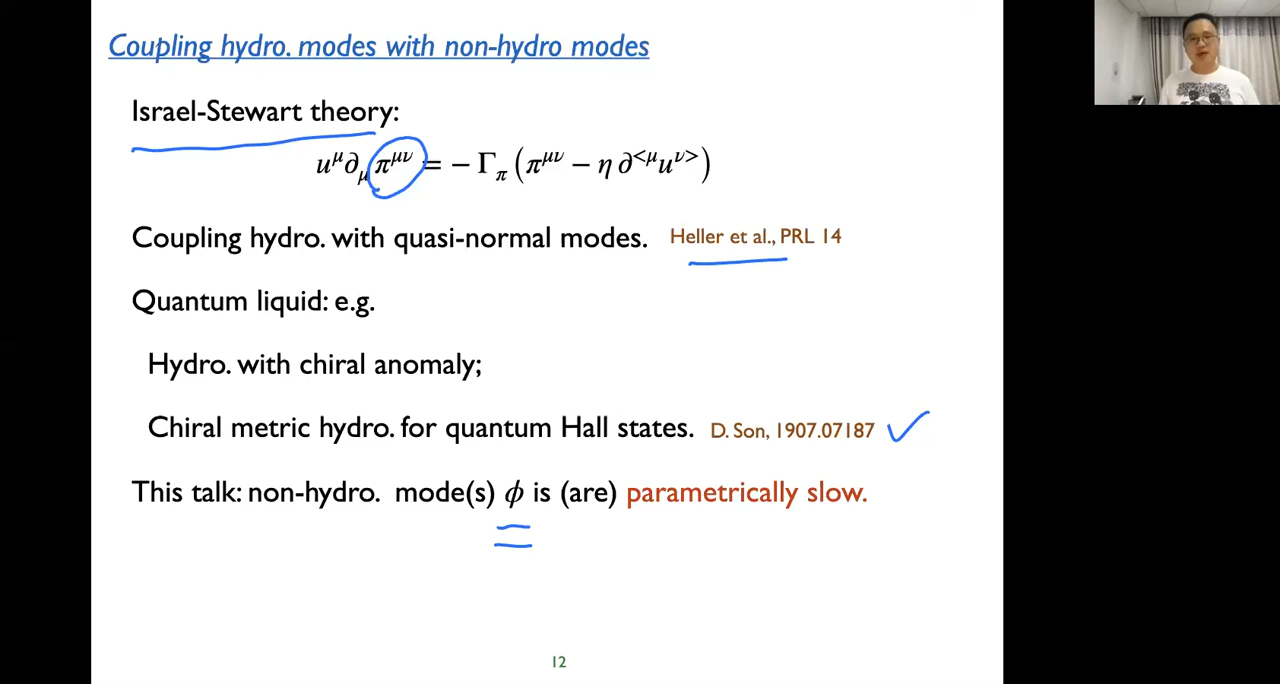 Coupling hydro. modes with non-hydro modes
Israel-Stewart theory:
u^μ ∂_μ π^{μν} = − Γ_π (π^{μν} − η ∂^{<μ} u^{ν>})
Coupling hydro. with quasi-normal modes. Heller et al., PRL 14
Quantum liquid: e.g.
Hydro. with chiral anomaly;
Chiral metric hydro. for quantum Hall states. D. Son, 1907.07187
This talk: non-hydro. mode(s) ϕ is (are) parametrically slow.
12